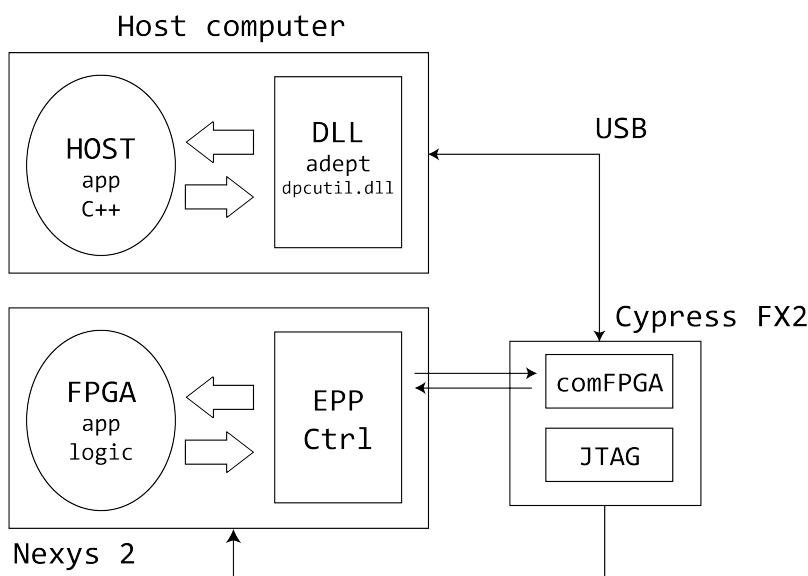 Host computer
HOST
app
C++
DLL
adept
dpcutil.dll
USB
Cypress FX2
FPGA
app
logic
EPP
Ctrl
comFPGA
JTAG
Nexys 2